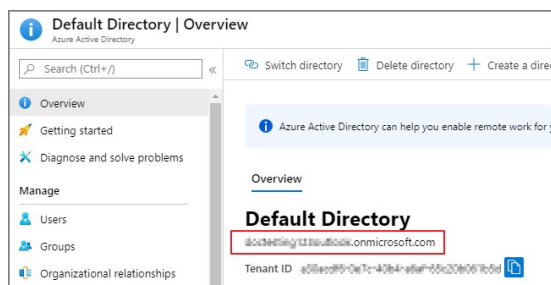 Default Directory | Overview
Azure Active Directory
Search (Ctrl+/)
«
Switch directory
Delete directory
Create a direc
Overview
Getting started
Diagnose and solve problems
Manage
Users
Groups
Organizational relationships
Azure Active Directory can help you enable remote work for
Overview
Default Directory
.onmicrosoft.com
Tenant ID